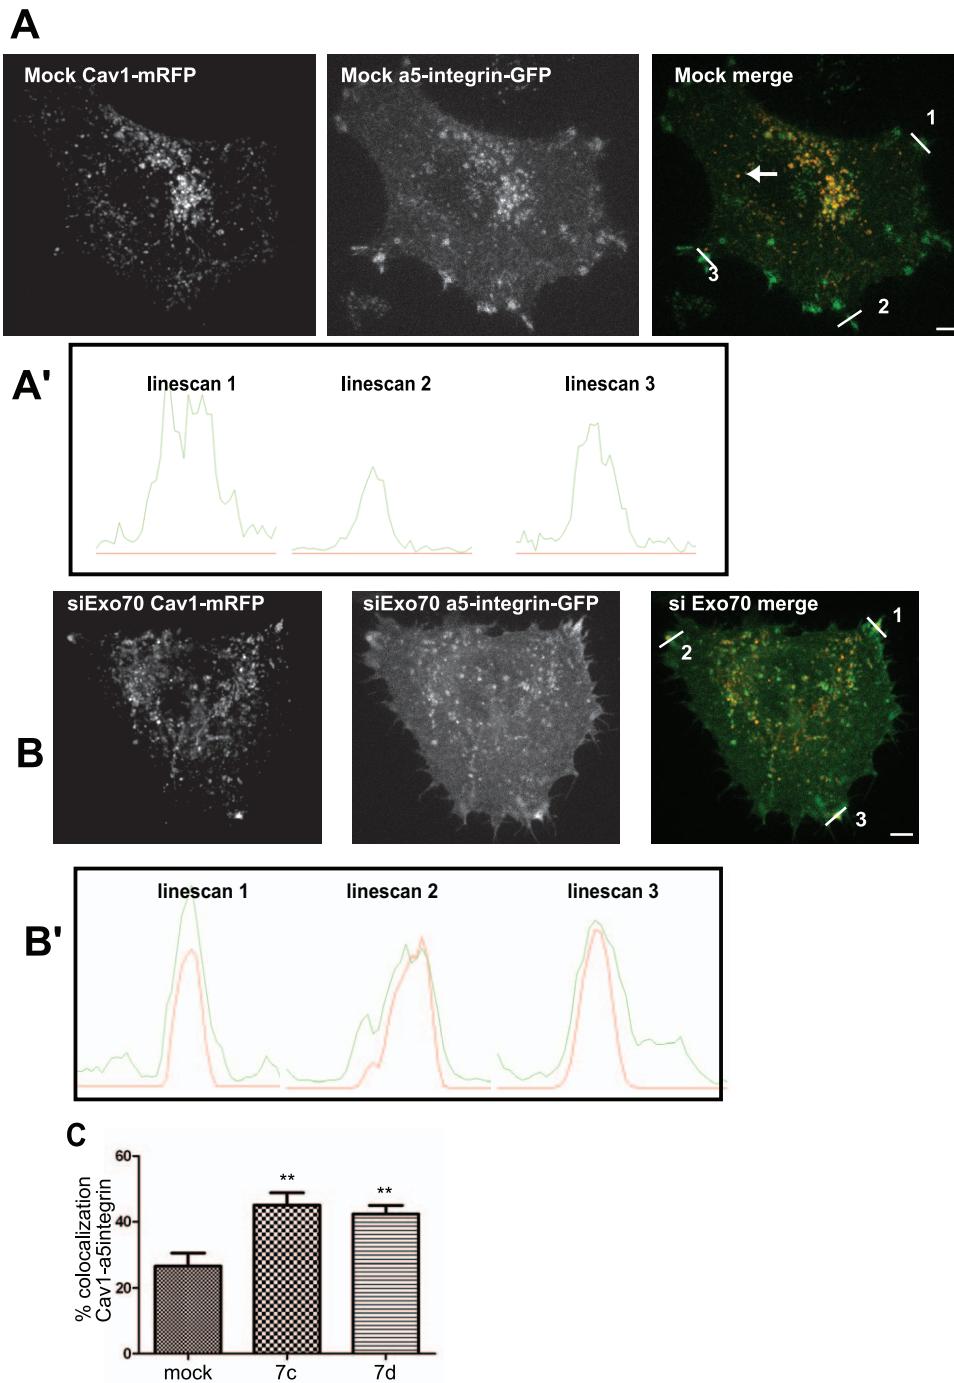 A
Mock Cav1-mRFP
Mock a5-integrin-GFP
Mock merge
1
3
2
A'
linescan 1
linescan 2
linescan 3
siExo70 Cav1-mRFP
siExo70 a5-integrin-GFP
si Exo70 merge
1
2
3
B
linescan 1
linescan 2
linescan 3
B'
C
% colocalization
Cav1-a5integrin
60
40
20
0
**
**
mock
7c
7d